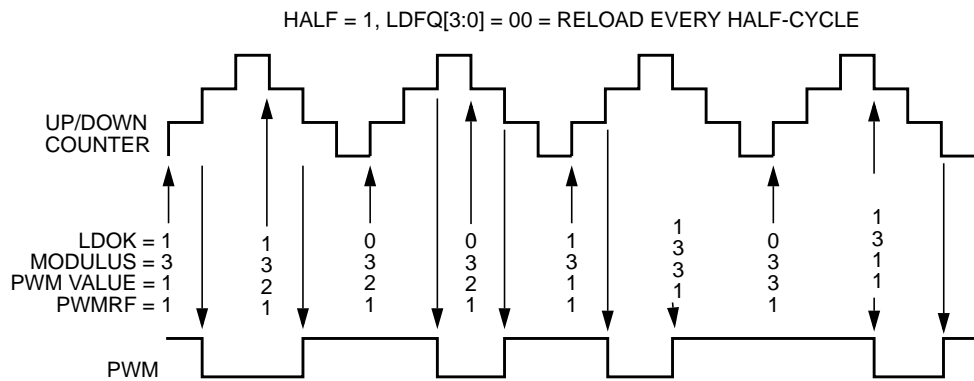 HALF = 1, LDFQ[3:0] = 00 = RELOAD EVERY HALF-CYCLE
UP/DOWN
COUNTER
LDOK = 1 1 0 0 1 1 0 1
MODULUS = 3 3 3 3 3 3 3 3
PWM VALUE = 1 2 2 2 1 3 3 1
PWMRF = 1 1 1 1 1 1 1 1
PWM